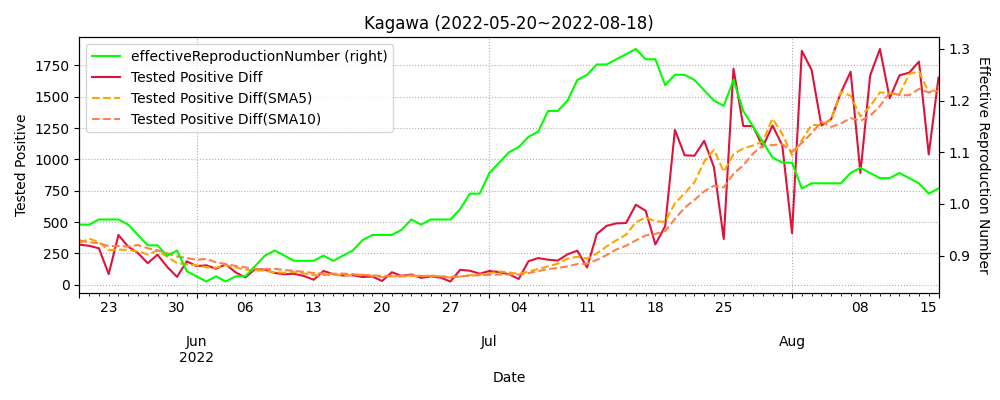 Kagawa (2022-05-20~2022-08-18)
effectiveReproductionNumber (right)
Tested Positive Diff
Tested Positive Diff(SMA5)
Tested Positive Diff(SMA10)
Tested Positive
1750
1500
1250
1000
750
500
250
0
1.3
1.2
1.1
1.0
0.9
Effective Reproduction Number
23 30 06 13 20 27 04 11 18 25 08 15
Jun Jul Aug
2022
Date